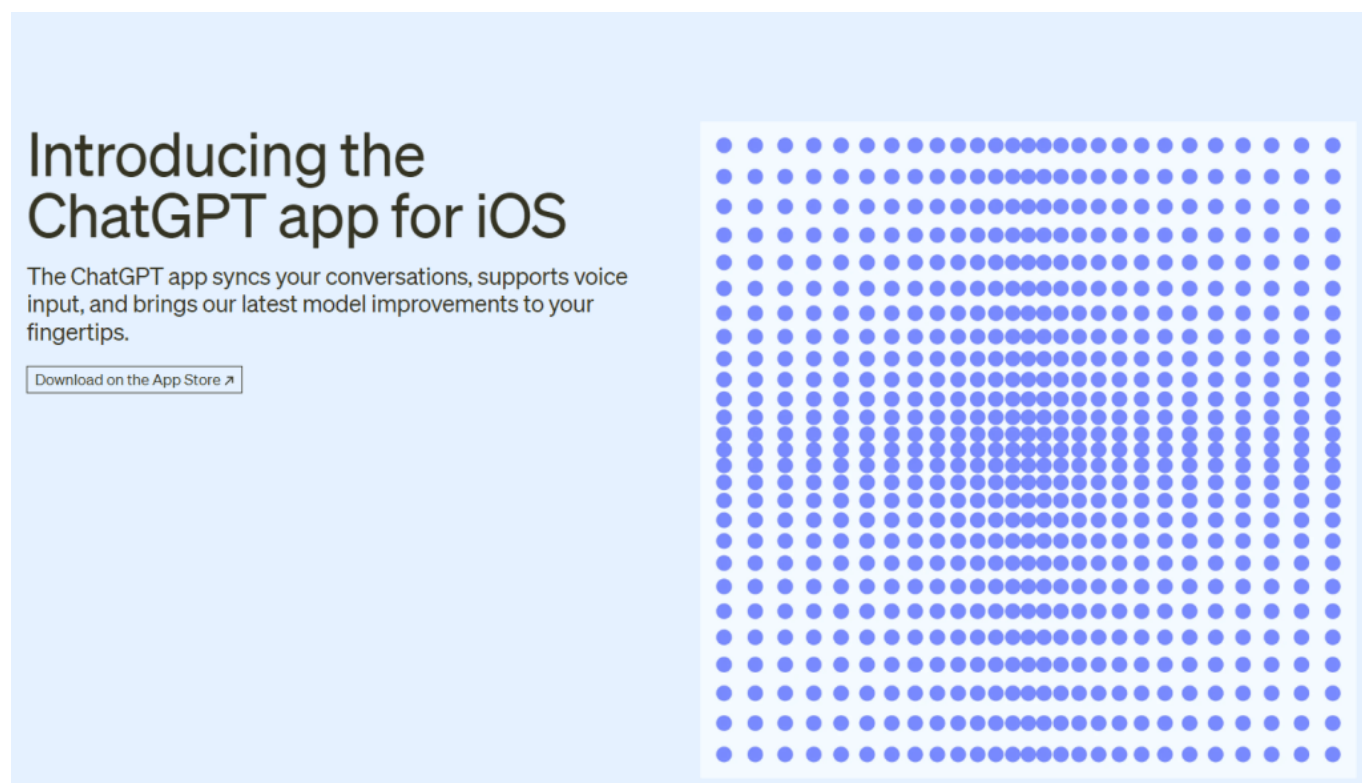 Introducing the
ChatGPT app for iOS
The ChatGPT app syncs your conversations, supports voice
input, and brings our latest model improvements to your
fingertips.
Download on the App Store ↗